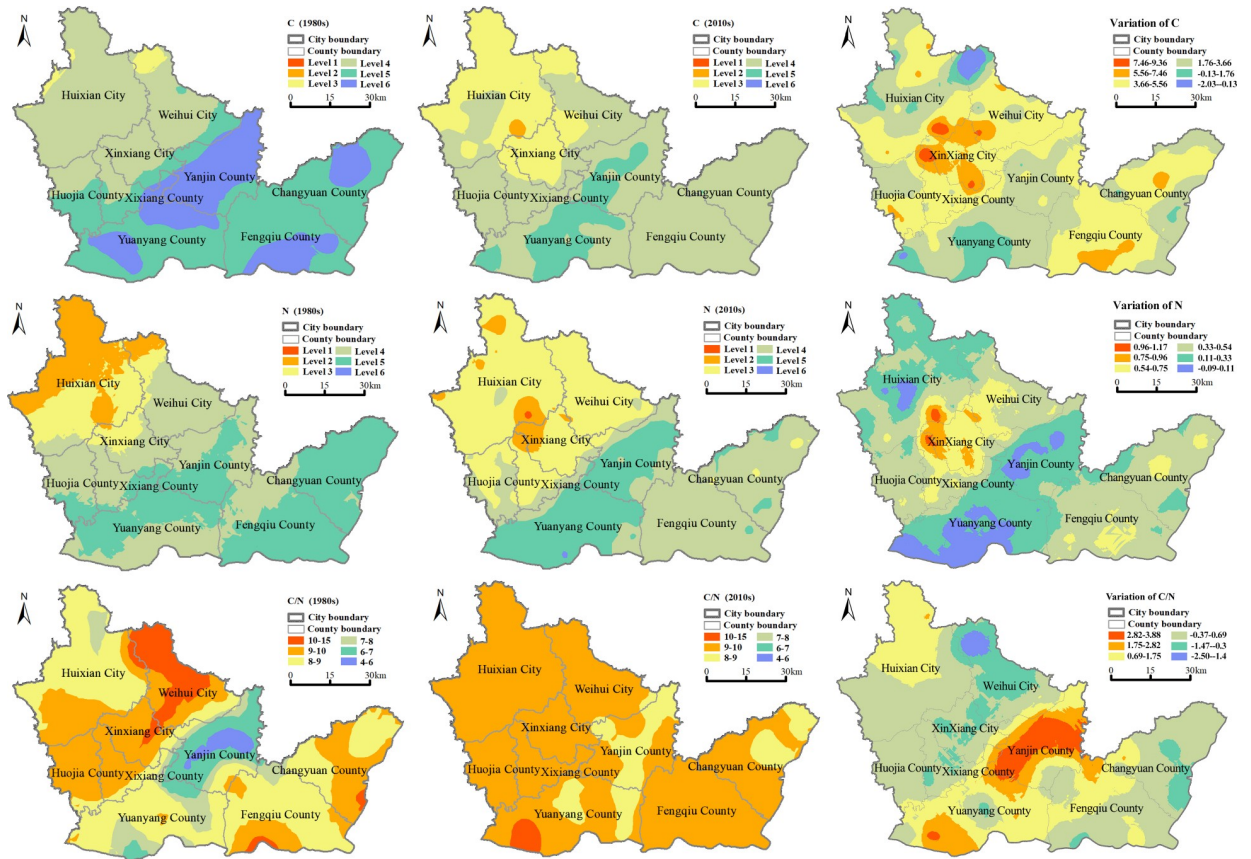 N
C (1980s)
City boundary
County boundary
Level 1 Level 4
Level 2 Level 5
Level 3 Level 6
0 15 30km
Huixian City
Weihui City
Xinxiang City
Yanjin County
Changyuan County
Huojia County
Xixiang County
Yuanyang County
Fengqiu County
N
C (2010s)
City boundary
County boundary
Level 1 Level 4
Level 2 Level 5
Level 3 Level 6
0 15 30km
Huixian City
Weihui City
Xinxiang City
Yanjin County
Changyuan County
Huojia County
Xixiang County
Yuanyang County
Fengqiu County
N
Variation of C
City boundary
County boundary
7.46-9.36 1.76-3.66
5.56-7.46 -0.13-1.76
3.66-5.56 -2.03--0.13
0 15 30km
Huixian City
Weihui City
XinXiang City
Yanjin County
Changyuan County
Huojia County
Xixiang County
Yuanyang County
Fengqiu County
N
N (1980s)
City boundary
County boundary
Level 1 Level 4
Level 2 Level 5
Level 3 Level 6
0 15 30km
Huixian City
Weihui City
Xinxiang City
Yanjin County
Changyuan County
Huojia County
Xixiang County
Yuanyang County
Fengqiu County
N
N (2010s)
City boundary
County boundary
Level 1 Level 4
Level 2 Level 5
Level 3 Level 6
0 15 30km
Huixian City
Weihui City
Xinxiang City
Yanjin County
Changyuan County
Huojia County
Xixiang County
Yuanyang County
Fengqiu County
N
Variation of N
City boundary
County boundary
0.96-1.17 0.33-0.54
0.75-0.96 0.11-0.33
0.54-0.75 -0.09-0.11
0 15 30km
Huixian City
Weihui City
XinXiang City
Yanjin County
Changyuan County
Huojia County
Xixiang County
Yuanyang County
Fengqiu County
N
C/N (1980s)
City boundary
County boundary
10-15 7-8
9-10 6-7
8-9 4-6
0 15 30km
Huixian City
Weihui City
Xinxiang City
Yanjin County
Changyuan County
Huojia County
Xixiang County
Yuanyang County
Fengqiu County
N
C/N (2010s)
City boundary
County boundary
10-15 7-8
9-10 6-7
8-9 4-6
0 15 30km
Huixian City
Weihui City
Xinxiang City
Yanjin County
Changyuan County
Huojia County
Xixiang County
Yuanyang County
Fengqiu County
N
Variation of C/N
City boundary
County boundary
2.82-3.88 -0.37-0.69
1.75-2.82 -1.47--0.3
0.69-1.75 -2.50--1.4
0 15 30km
Huixian City
Weihui City
XinXiang City
Yanjin County
Changyuan County
Huojia County
Xixiang County
Yuanyang County
Fengqiu County